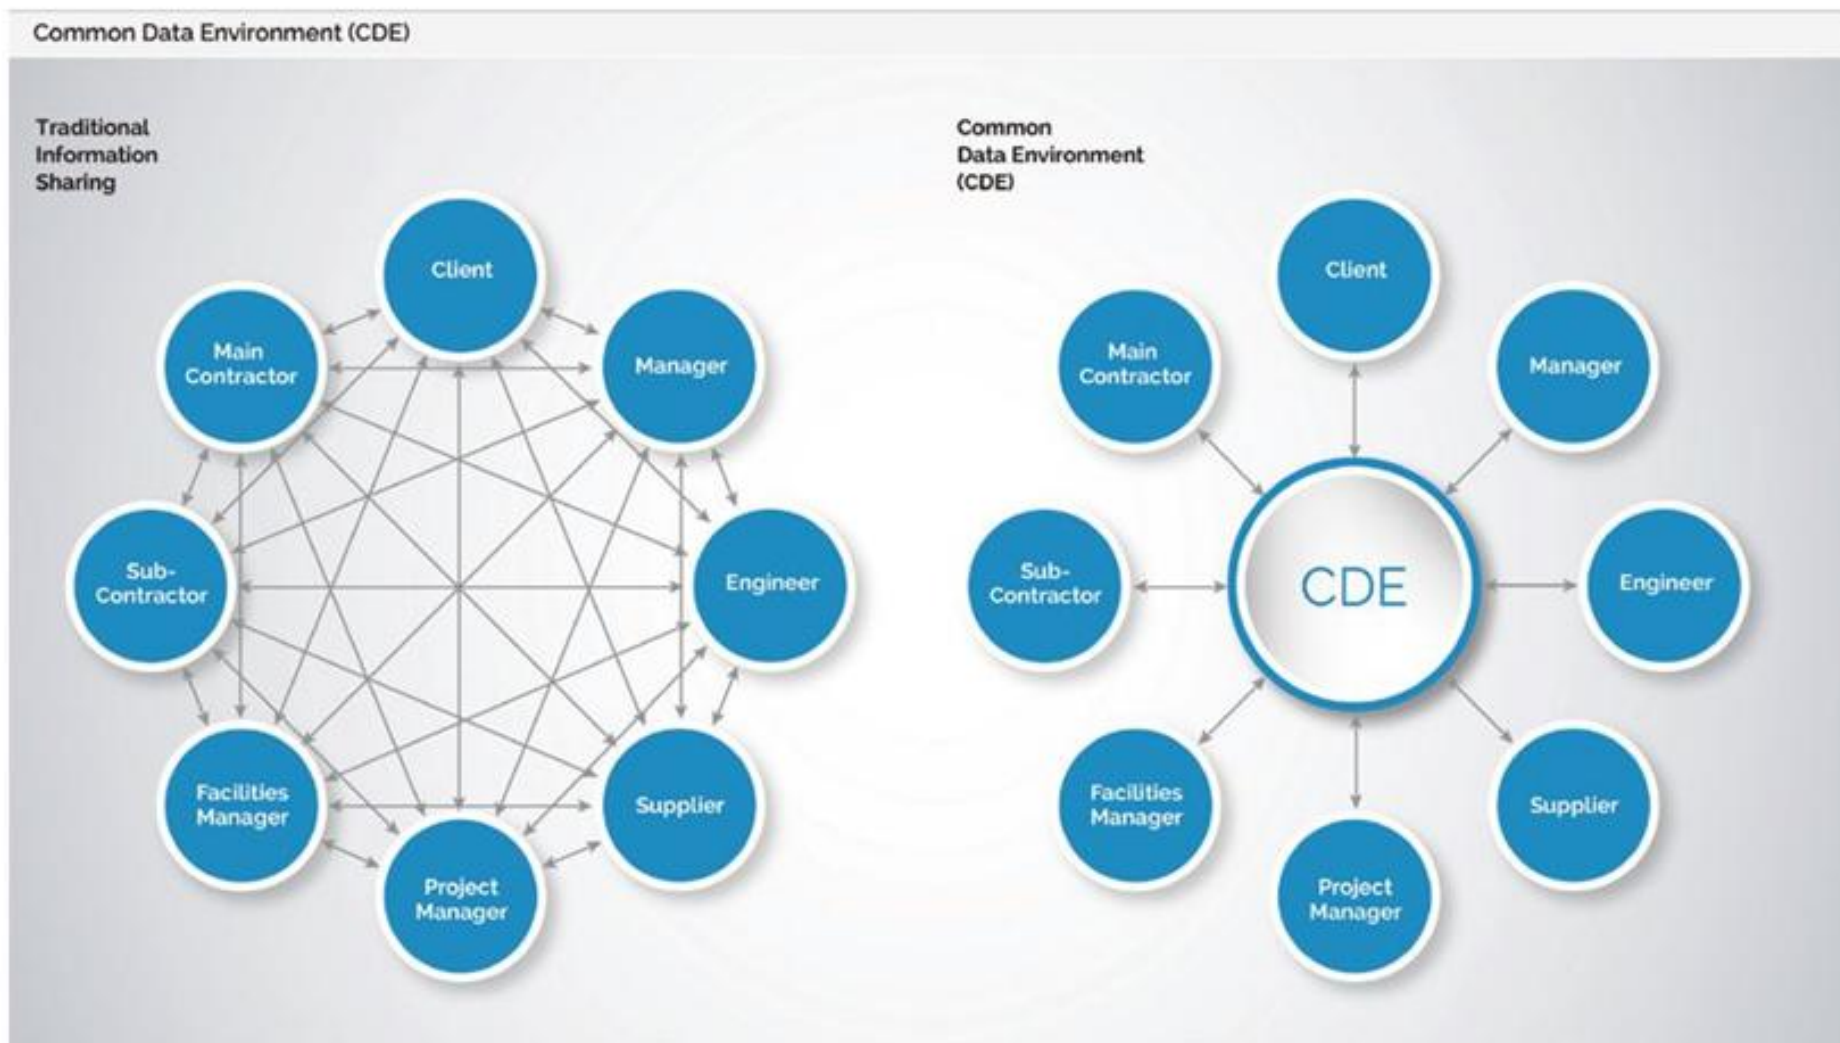 Common Data Environment (CDE)
Traditional
Information
Sharing
Client
Main
Contractor
Manager
Sub-
Contractor
Engineer
Facilities
Manager
Supplier
Project
Manager
Common
Data Environment
(CDE)
Client
Main
Contractor
Manager
Sub-
Contractor
CDE
Engineer
Facilities
Manager
Supplier
Project
Manager